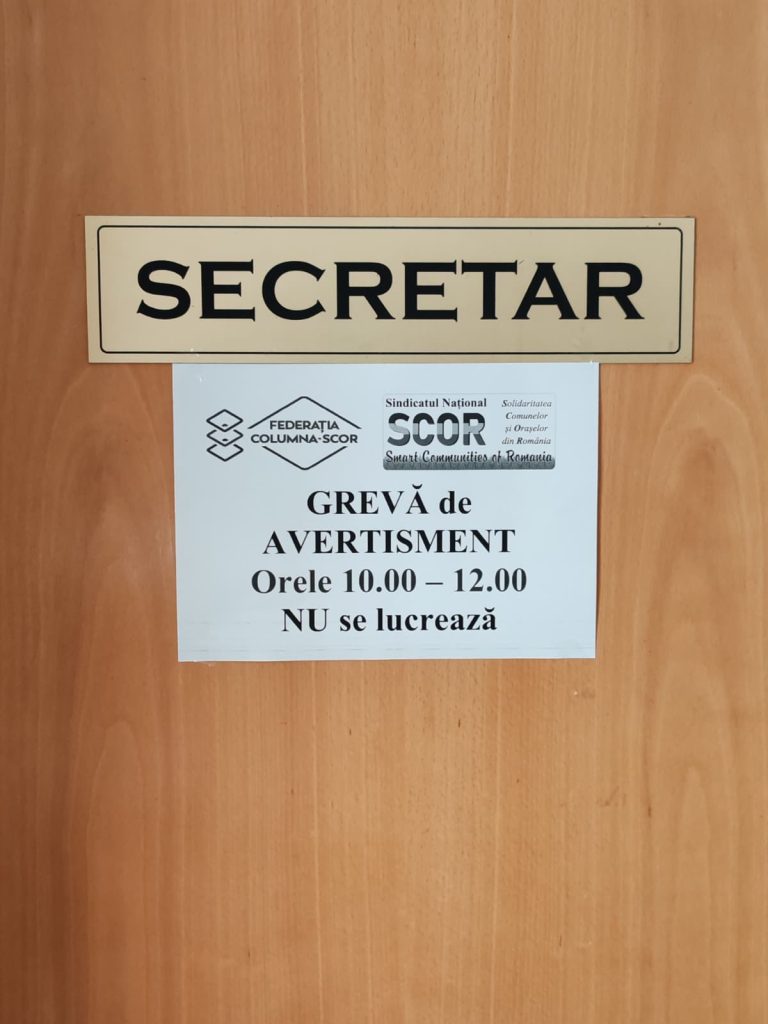 SECRETAR
FEDERAȚIA
COLUMNA-SCOR
Sindicatul Național
SCOR
Smart Communities of Romania
Solidaritatea
Comunelor
și Orașelor
din România
GREVĂ de
AVERTISMENT
Orele 10.00 – 12.00
NU se lucrează